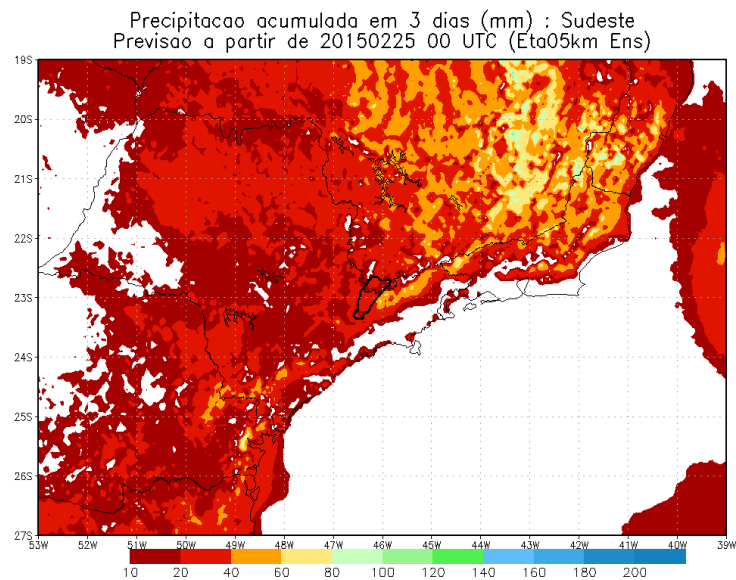 Precipitacao acumulada em 3 dias (mm) : Sudeste
Previsao a partir de 20150225 00 UTC (Eta05km Ens)
19S
20S
21S
22S
23S
24S
25S
26S
27S
53W 52W 51W 50W 49W 48W 47W 46W 45W 44W 43W 42W 41W 40W 39W
10 20 40 60 80 100 120 140 160 180 200